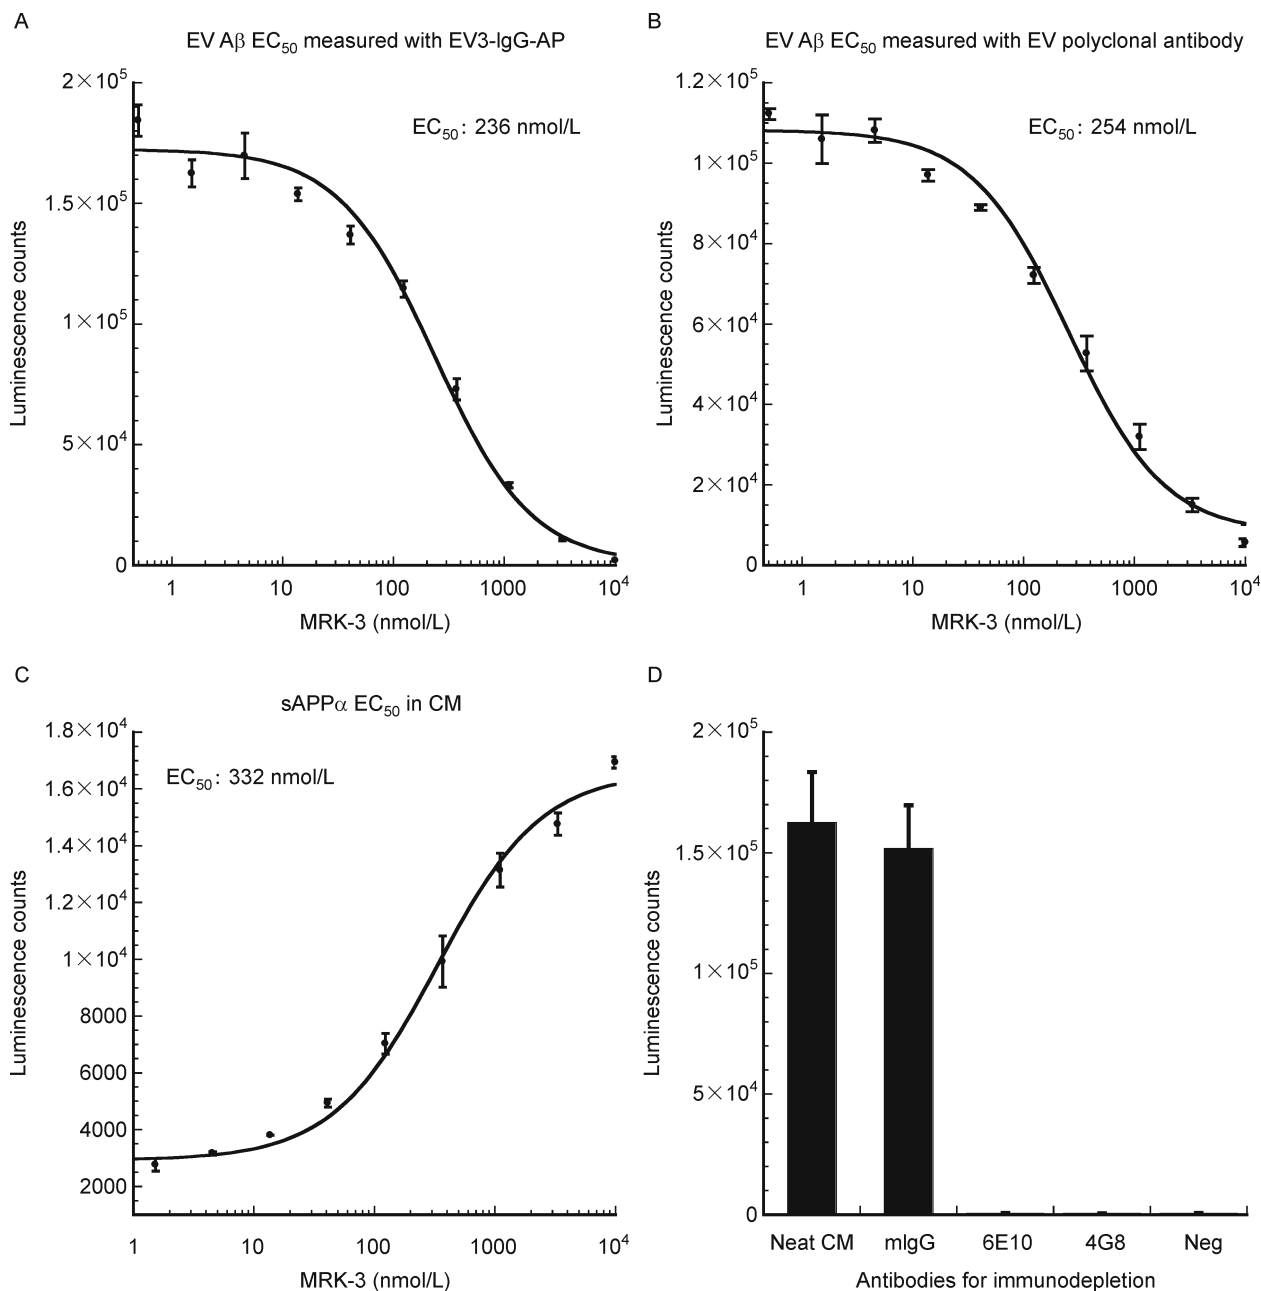 A
EV Aβ EC50 measured with EV3-IgG-AP
2×10^5
1.5×10^5
1×10^5
5×10^4
0
EC50: 236 nmol/L
Luminescence counts
1 10 100 1000 10^4
MRK-3 (nmol/L)
B
EV Aβ EC50 measured with EV polyclonal antibody
1.2×10^5
1×10^5
8×10^4
6×10^4
4×10^4
2×10^4
0
EC50: 254 nmol/L
Luminescence counts
1 10 100 1000 10^4
MRK-3 (nmol/L)
C
sAPPα EC50 in CM
1.8×10^4
1.6×10^4
1.4×10^4
1.2×10^4
1×10^4
8000
6000
4000
2000
EC50: 332 nmol/L
Luminescence counts
1 10 100 1000 10^4
MRK-3 (nmol/L)
D
2×10^5
1.5×10^5
1×10^5
5×10^4
0
Luminescence counts
Neat CM mIgG 6E10 4G8 Neg
Antibodies for immunodepletion